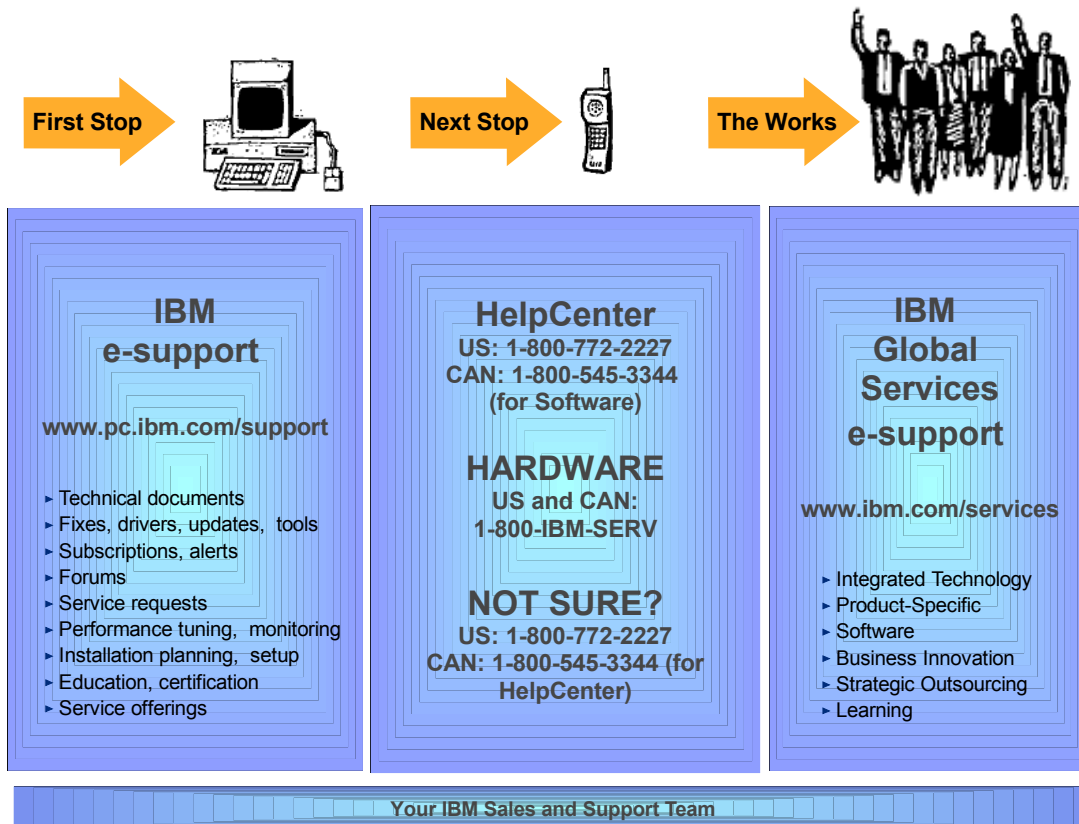 First Stop
Next Stop
The Works
IBM
e-support
www.pc.ibm.com/support
► Technical documents
► Fixes, drivers, updates, tools
► Subscriptions, alerts
► Forums
► Service requests
► Performance tuning, monitoring
► Installation planning, setup
► Education, certification
► Service offerings
HelpCenter
US: 1-800-772-2227
CAN: 1-800-545-3344
(for Software)
HARDWARE
US and CAN:
1-800-IBM-SERV
NOT SURE?
US: 1-800-772-2227
CAN: 1-800-545-3344 (for
HelpCenter)
IBM
Global
Services
e-support
www.ibm.com/services
► Integrated Technology
► Product-Specific
► Software
► Business Innovation
► Strategic Outsourcing
► Learning
Your IBM Sales and Support Team